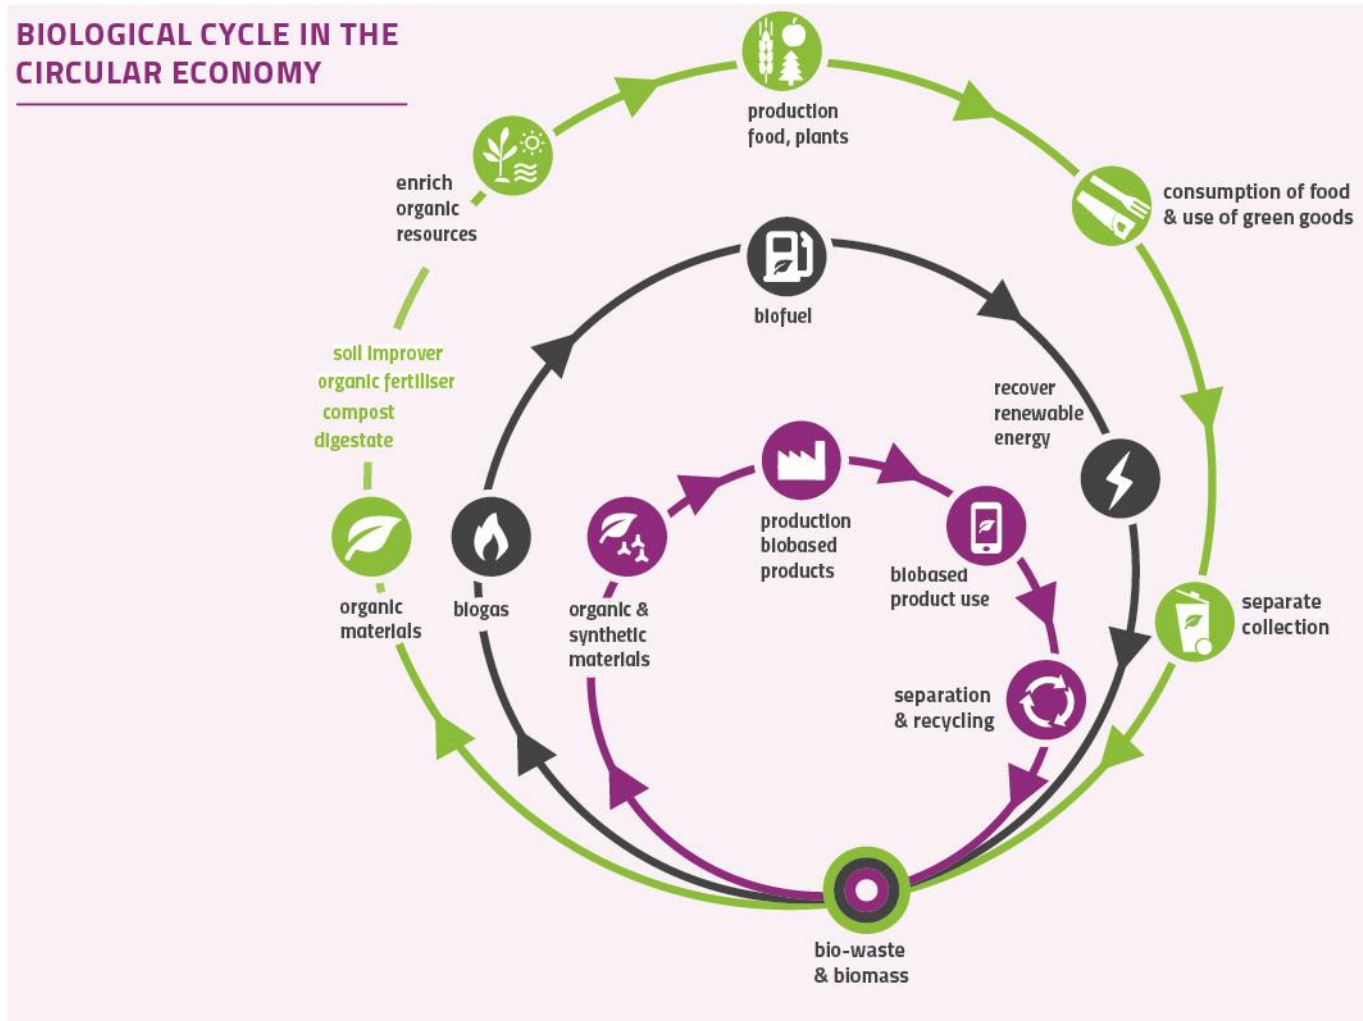 BIOLOGICAL CYCLE IN THE
CIRCULAR ECONOMY
production
food, plants
enrich
organic
resources
consumption of food
& use of green goods
biofuel
soil improver
organic fertiliser
compost
digestate
recover
renewable
energy
production
biobased
products
biobased
product use
organic
materials
biogas
organic &
synthetic
materials
separate
collection
separation
& recycling
bio-waste
& biomass